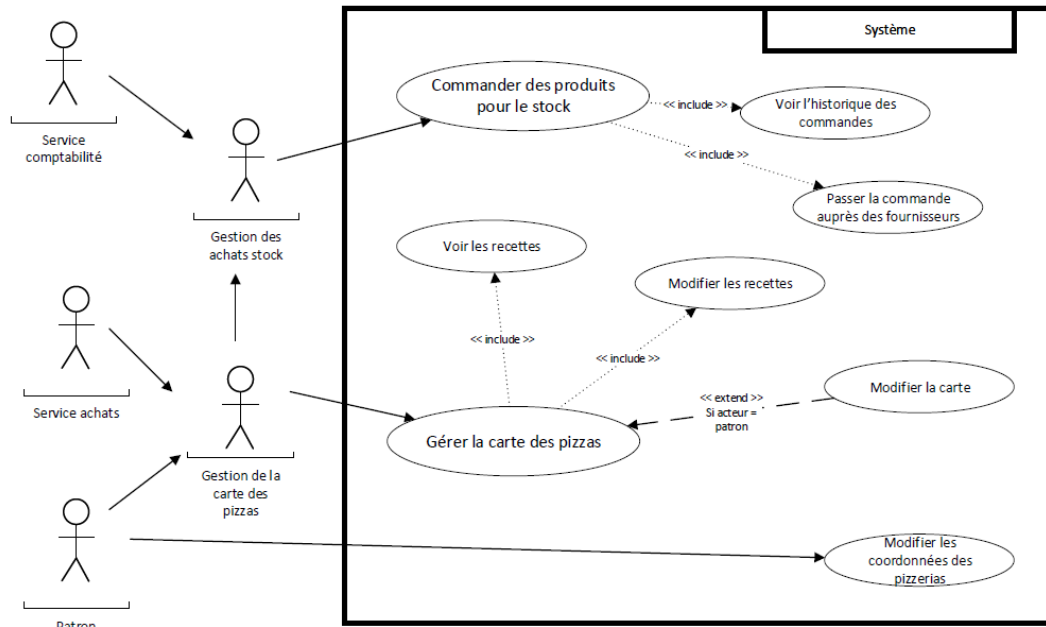 Système
Commander des produits
pour le stock
<< include >>
Voir l'historique des
commandes
Service
comptabilité
<< include >>
Passer la commande
auprès des fournisseurs
Gestion des
achats stock
Voir les recettes
Modifier les recettes
<< include >>
<< include >>
Service achats
Modifier la carte
<< extend >>
Si acteur =
patron
Gérer la carte des pizzas
Gestion de la
carte des
pizzas
Modifier les
coordonnées des
pizzerias
Patron